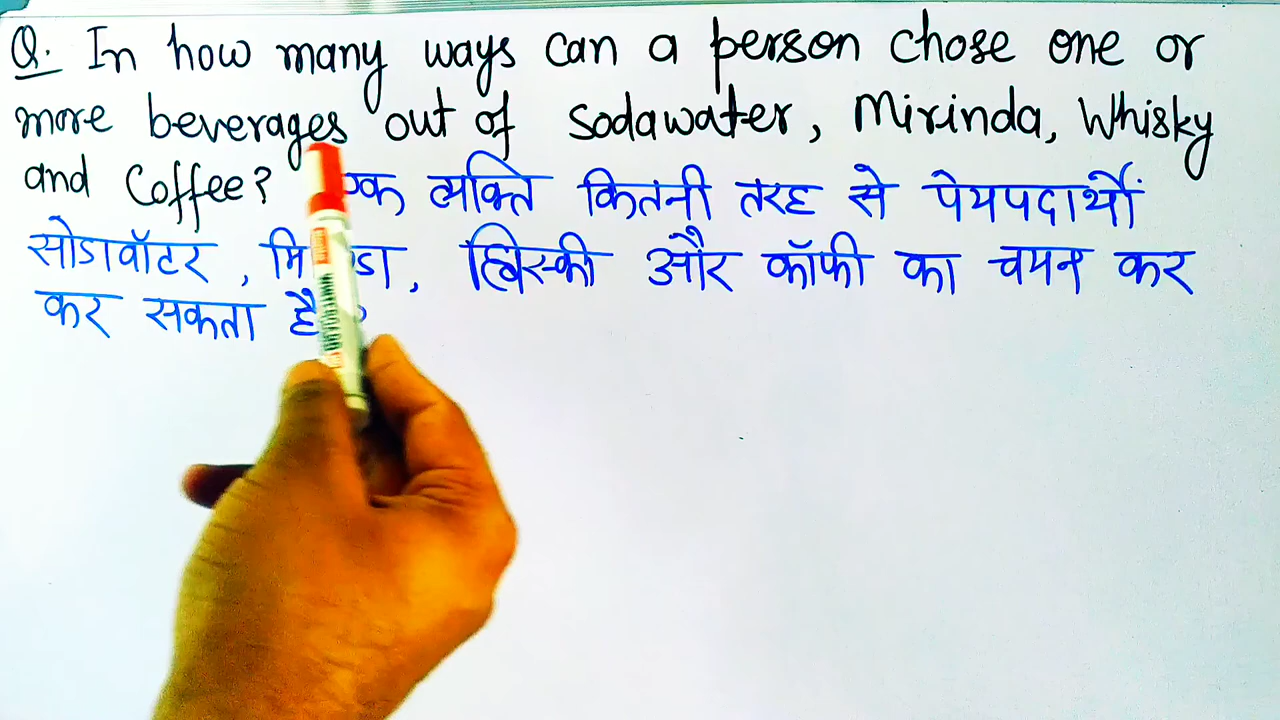 Q. In how many ways can a person chose one or
more beverages out of sodawater, Mirinda, Whisky
and Coffee? एक व्यक्ति कितनी तरह से पेयपदार्थों
सोडावॉटर, ह्विस्की और कॉफी का चयन कर
कर सकता है